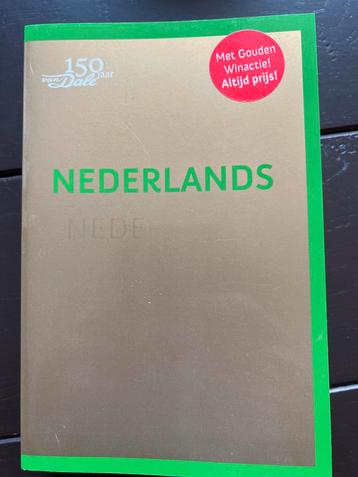 150 jaar
van Dale
Met Gouden
Winactie!
Altijd prijs!
NEDERLANDS
NEDE